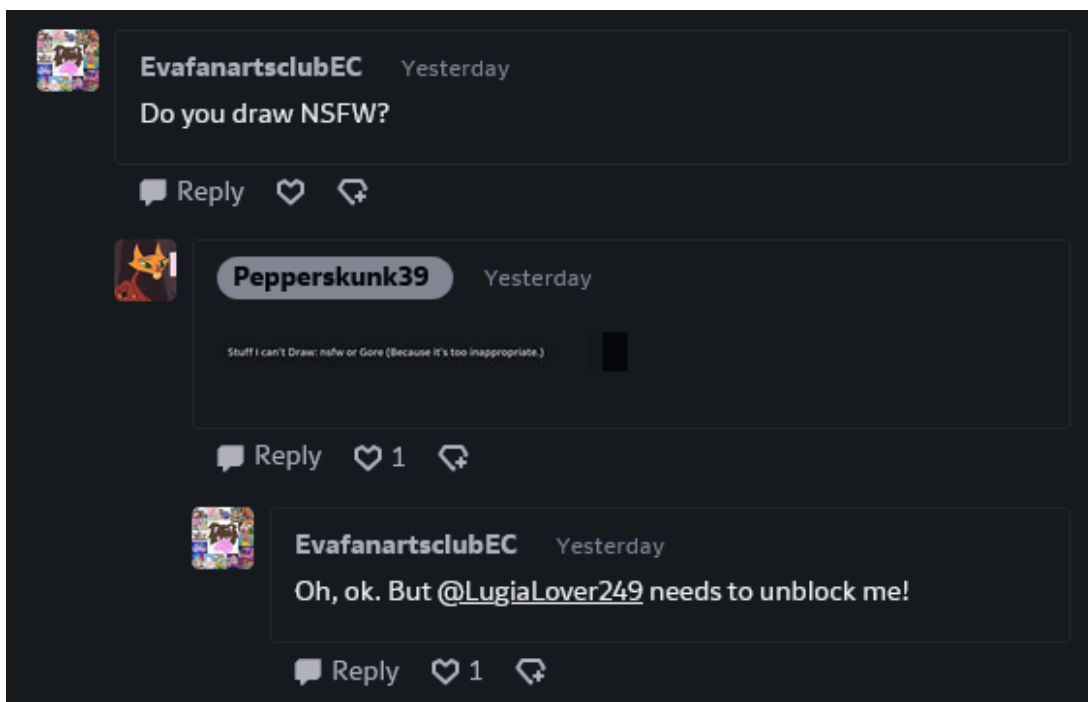 EvafanartsclubEC Yesterday
Do you draw NSFW?
Reply
Pepperskunk39 Yesterday
Stuff I can't Draw: nsfw or Gore (Because it's too inappropriate.)
Reply 1
EvafanartsclubEC Yesterday
Oh, ok. But @LugiaLover249 needs to unblock me!
Reply 1